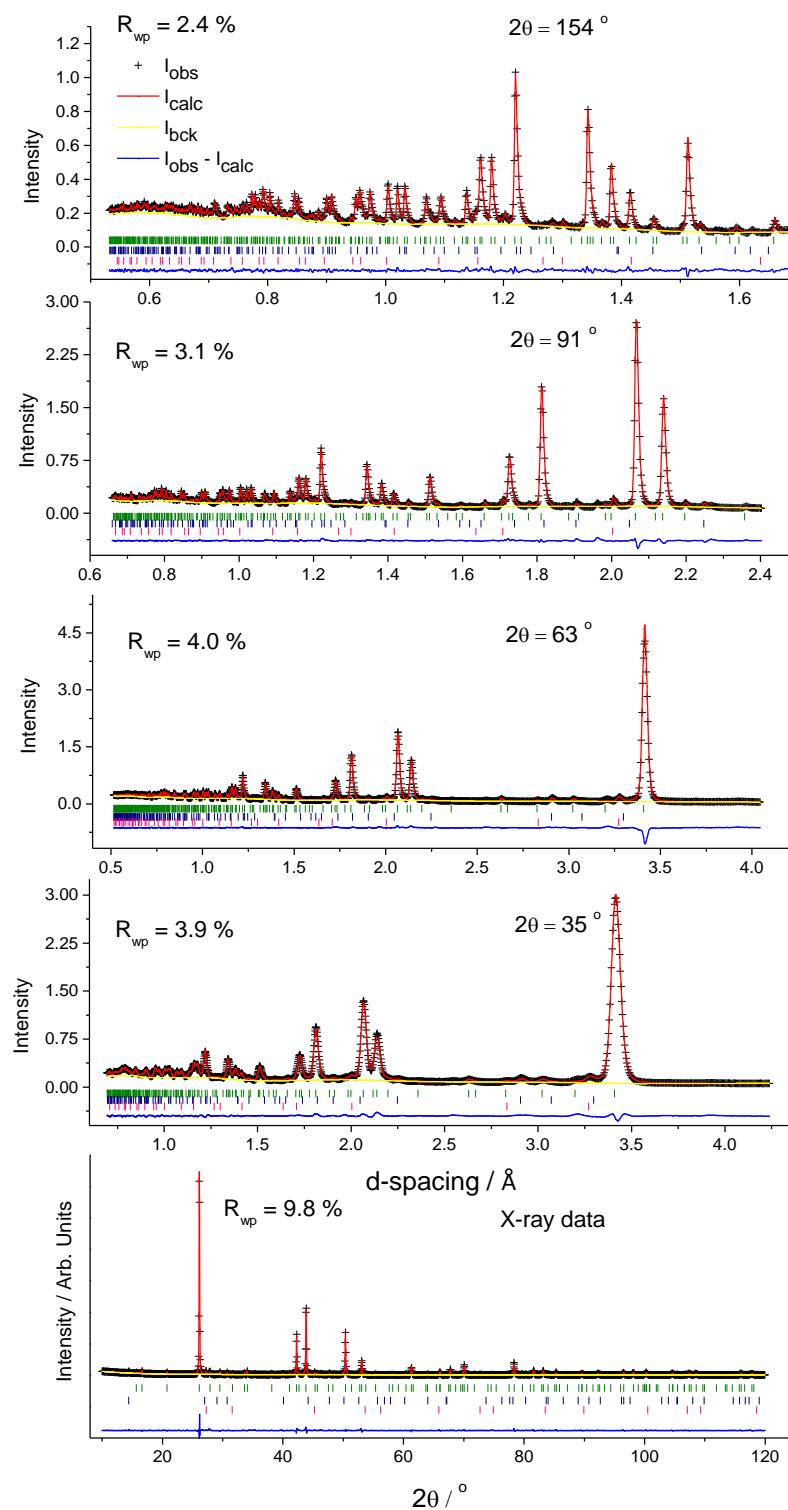 R_wp = 2.4 %
2θ = 154 °
+ I_obs
I_calc
I_bck
I_obs - I_calc
Intensity
1.2
1.0
0.8
0.6
0.4
0.2
0.0
0.6 0.8 1.0 1.2 1.4 1.6
R_wp = 3.1 %
2θ = 91 °
Intensity
3.00
2.25
1.50
0.75
0.00
0.6 0.8 1.0 1.2 1.4 1.6 1.8 2.0 2.2 2.4
R_wp = 4.0 %
2θ = 63 °
Intensity
4.5
3.0
1.5
0.0
0.5 1.0 1.5 2.0 2.5 3.0 3.5 4.0
R_wp = 3.9 %
2θ = 35 °
Intensity
3.00
2.25
1.50
0.75
0.00
1.0 1.5 2.0 2.5 3.0 3.5 4.0
d-spacing / Å
R_wp = 9.8 %
X-ray data
Intensity / Arb. Units
20 40 60 80 100 120
2θ / °